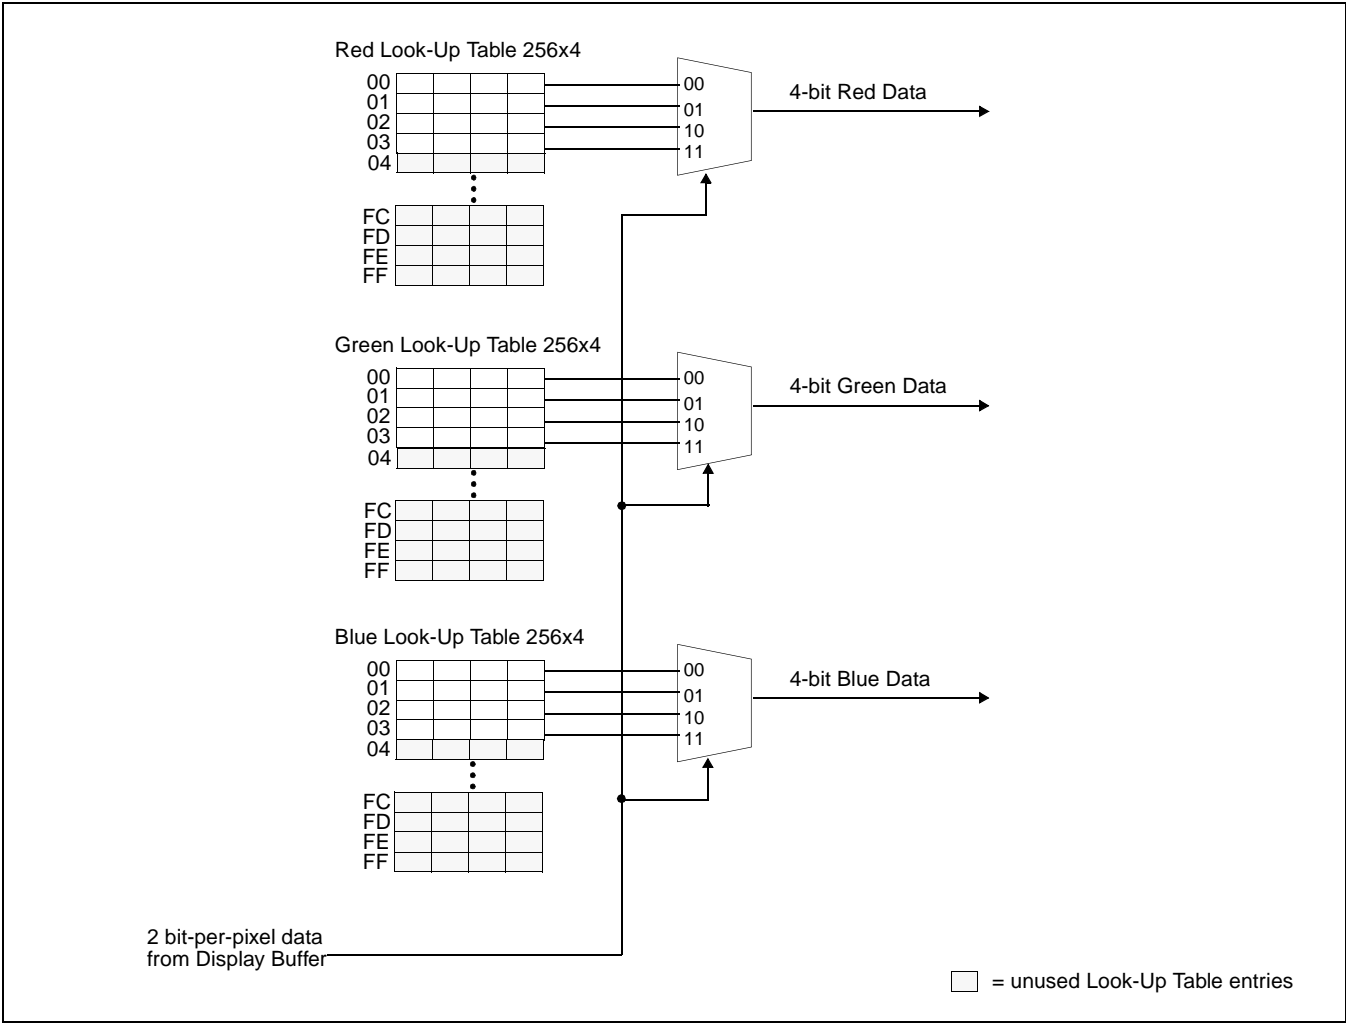 Red Look-Up Table 256x4
00
01
02
03
04
FC
FD
FE
FF
00
01
10
11
4-bit Red Data
Green Look-Up Table 256x4
00
01
02
03
04
FC
FD
FE
FF
00
01
10
11
4-bit Green Data
Blue Look-Up Table 256x4
00
01
02
03
04
FC
FD
FE
FF
00
01
10
11
4-bit Blue Data
2 bit-per-pixel data
from Display Buffer
= unused Look-Up Table entries